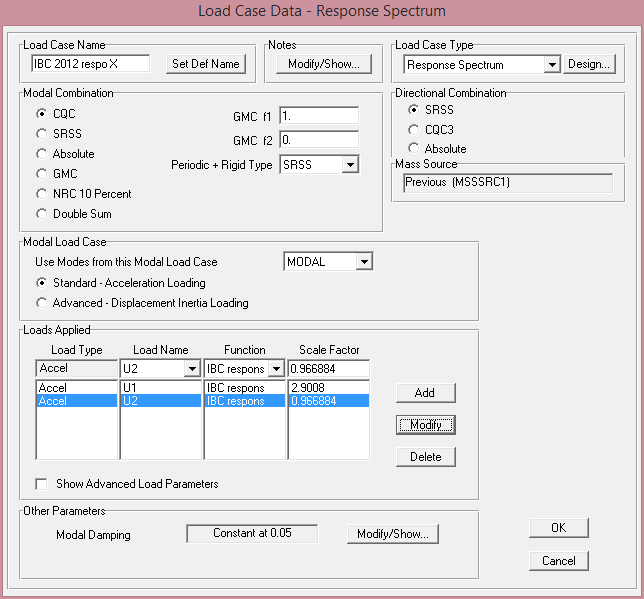 Load Case Data - Response Spectrum
Load Case Name
IBC 2012 respo X
Set Def Name
Notes
Modify/Show...
Load Case Type
Response Spectrum
Design...
Modal Combination
CQC
SRSS
Absolute
GMC
NRC 10 Percent
Double Sum
GMC f1
1.
GMC f2
0.
Periodic + Rigid Type
SRSS
Directional Combination
SRSS
CQC3
Absolute
Mass Source
Previous (MSSSRC1)
Modal Load Case
Use Modes from this Modal Load Case
MODAL
Standard - Acceleration Loading
Advanced - Displacement Inertia Loading
Loads Applied
Load Type Load Name Function Scale Factor
Accel U2 IBC respons 0.966884
Accel U1 IBC respons 2.9008
Accel U2 IBC respons 0.966884
Add
Modify
Delete
Show Advanced Load Parameters
Other Parameters
Modal Damping
Constant at 0.05
Modify/Show...
OK
Cancel